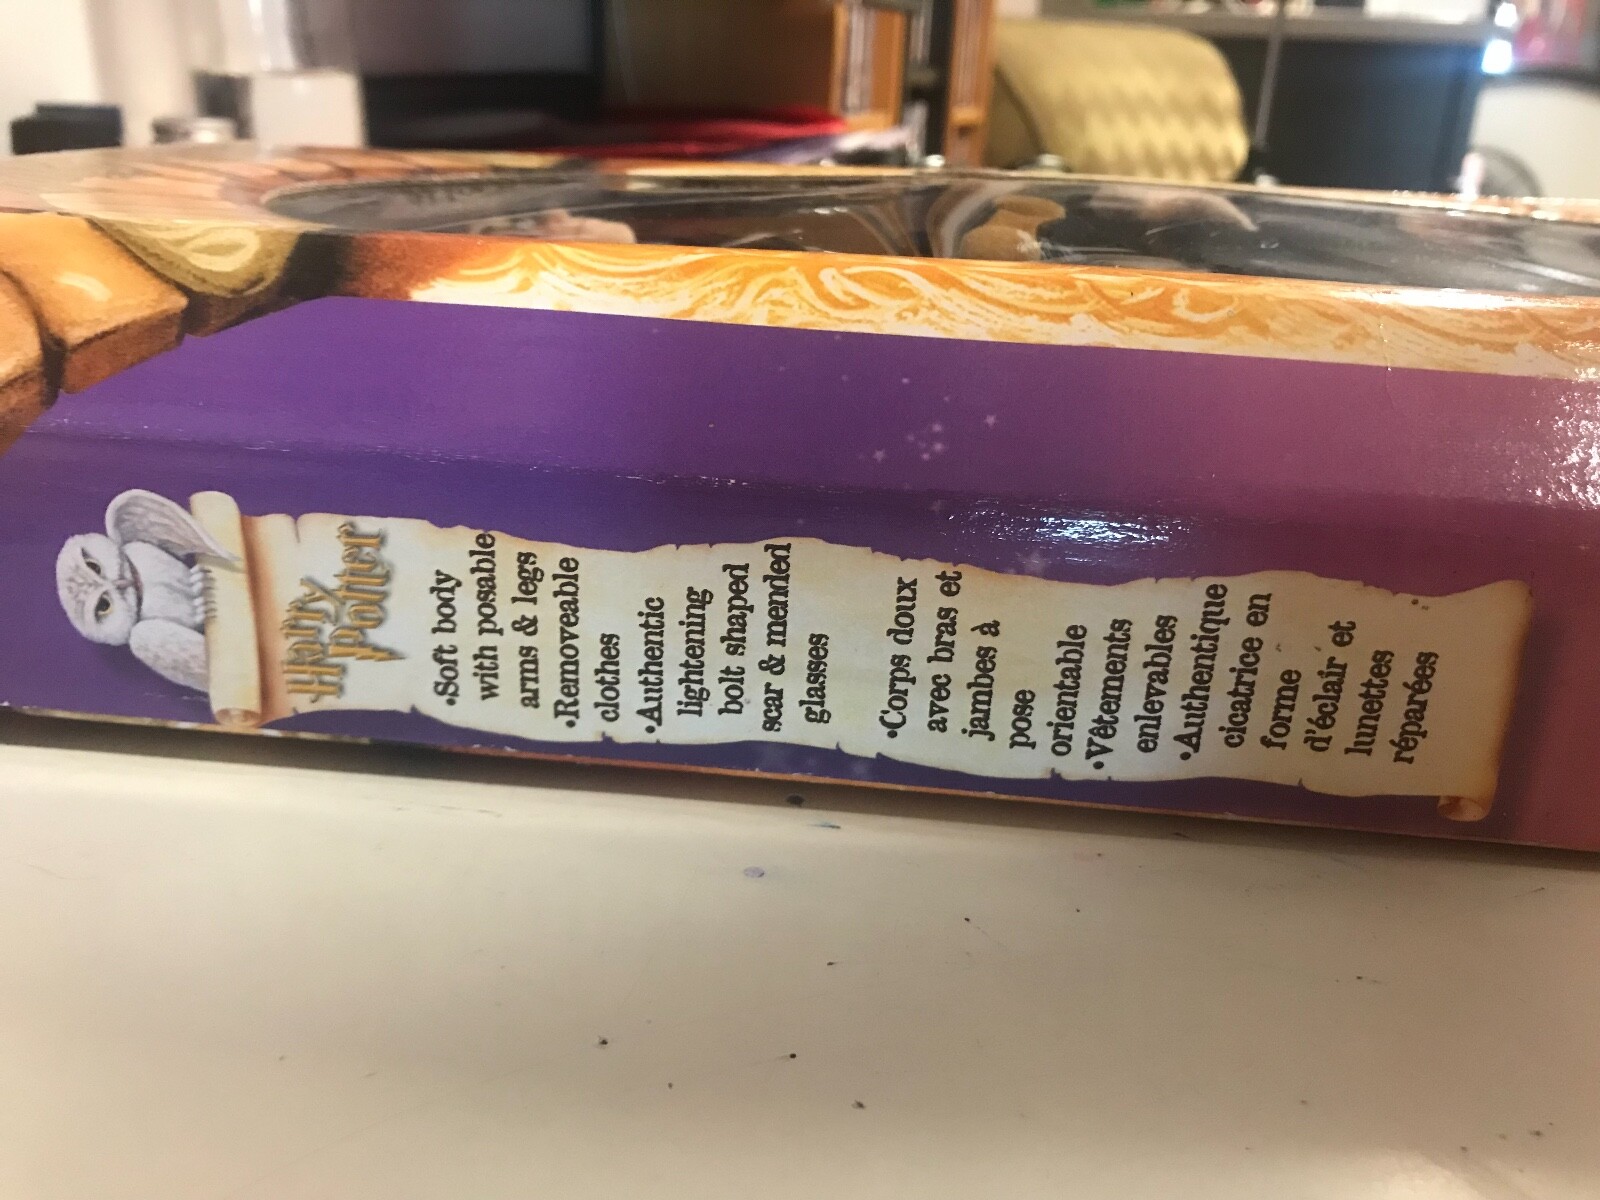 Harry
Potter
•Soft body
with posable
arms & legs
•Removeable
clothes
•Authentic
lightening
bolt shaped
scar & mended
glasses
•Corps doux
avec bras et
jambes à
pose
orientable
•Vêtements
enlevables
•Authentique
cicatrice en
forme
d'éclair et
lunettes
réparées